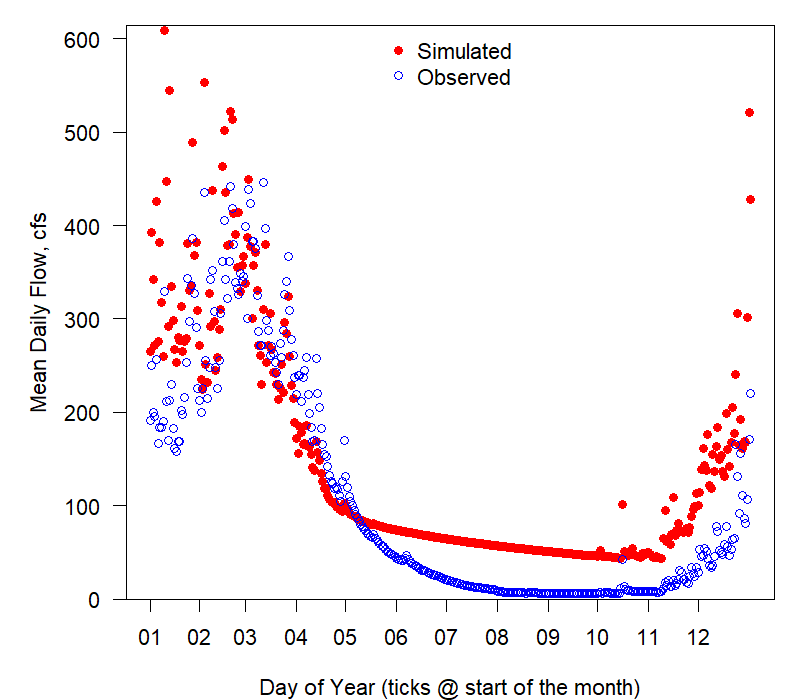 Simulated
Observed
600
500
400
300
200
100
0
Mean Daily Flow, cfs
01 02 03 04 05 06 07 08 09 10 11 12
Day of Year (ticks @ start of the month)